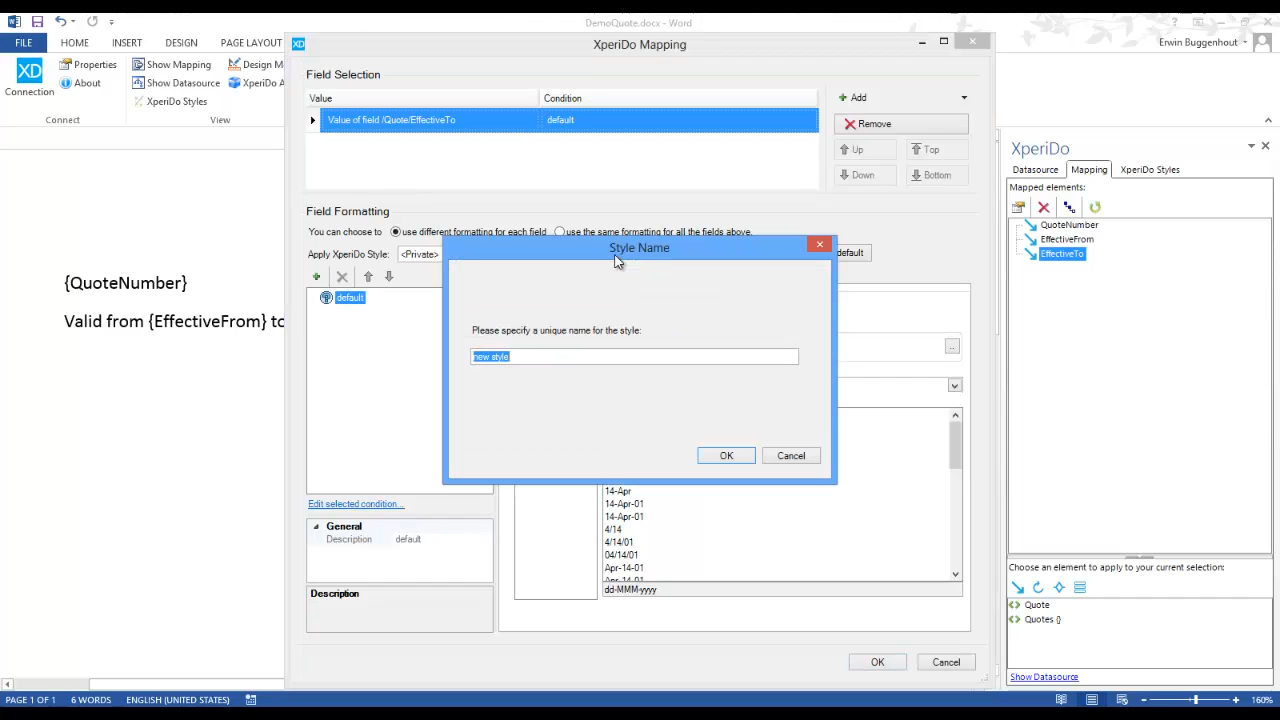 DemoQuote.docx - Word
FILE HOME INSERT DESIGN PAGE LAYOUT
Erwin Buggenhout
XD
Connection
Properties
About
Connect
Show Mapping
Show Datasource
XperiDo Styles
Design M
XperiDo A
View
{QuoteNumber}
Valid from {EffectiveFrom} to
XD
XperiDo Mapping
Field Selection
Value Condition
Value of field /Quote/EffectiveTo default
Add
Remove
Up Top
Down Bottom
Field Formatting
You can choose to use different formatting for each field use the same formatting for all the fields above.
Apply XperiDo Style: <Private> default
default
Edit selected condition...
General
Description default
Description
Style Name
Please specify a unique name for the style:
new style
OK Cancel
14-Apr
14-Apr-01
14-Apr-01
4/14
4/14/01
04/14/01
Apr-14-01
Apr-14-01
dd-MMM-yyyy
OK Cancel
XperiDo
Datasource Mapping XperiDo Styles
Mapped elements:
QuoteNumber
EffectiveFrom
EffectiveTo
Choose an element to apply to your current selection:
Quote
Quotes {}
Show Datasource
PAGE 1 OF 1 6 WORDS ENGLISH (UNITED STATES) 160%